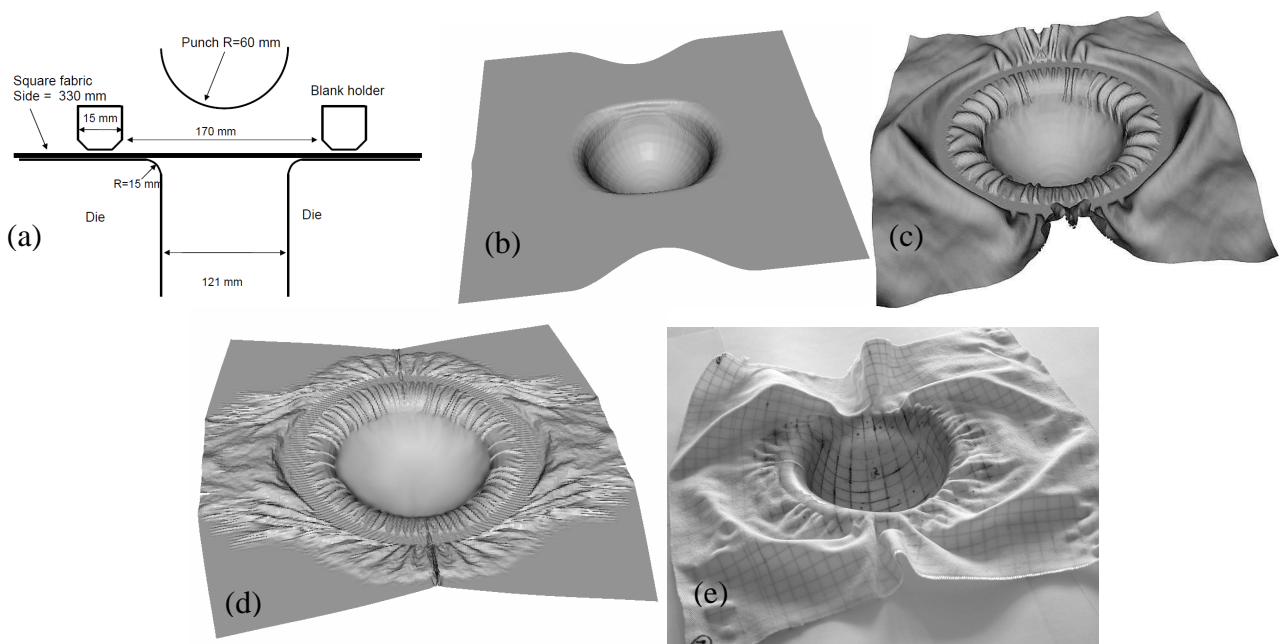 Punch R=60 mm
Square fabric
Side = 330 mm
Blank holder
15 mm
170 mm
R=15 mm
Die
Die
(a)
121 mm
(b)
(c)
(d)
(e)